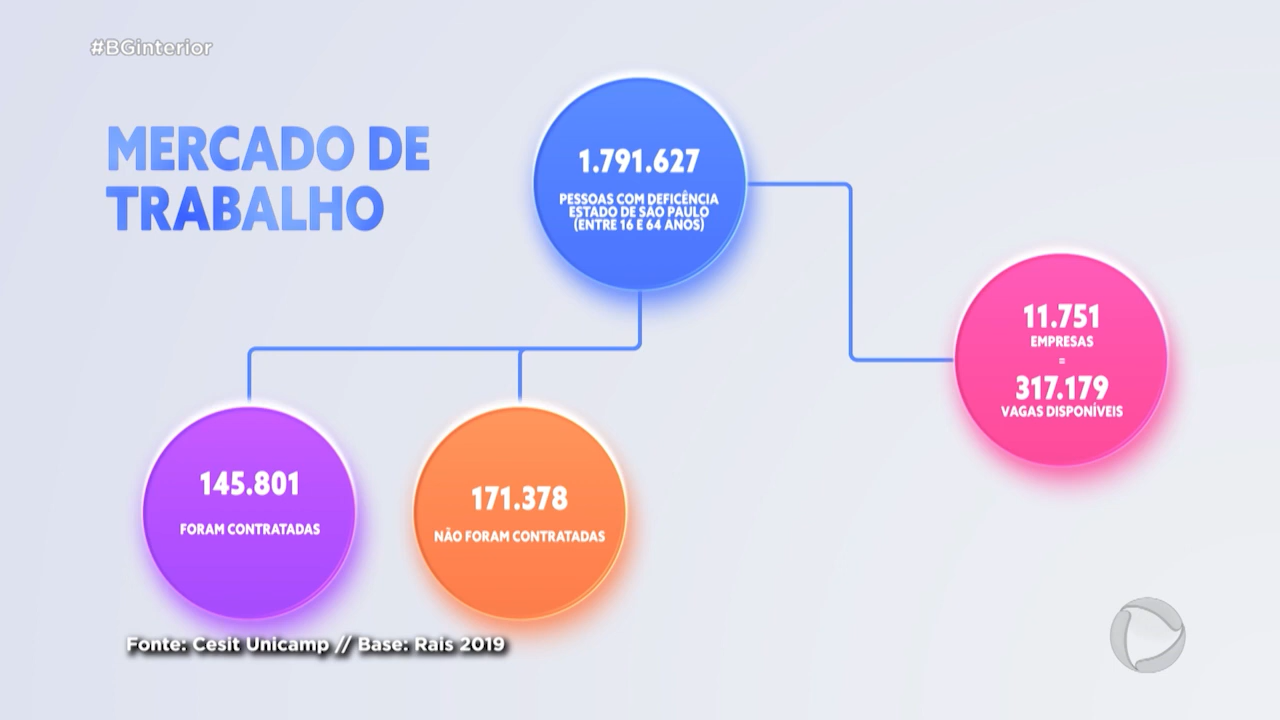 #BGinterior
MERCADO DE
TRABALHO
1.791.627
PESSOAS COM DEFICÊNCIA
ESTADO DE SÃO PAULO
(ENTRE 16 E 64 ANOS)
11.751
EMPRESAS
=
317.179
VAGAS DISPONÍVEIS
145.801
FORAM CONTRATADAS
171.378
NÃO FORAM CONTRATADAS
Fonte: Cesit Unicamp // Base: Rais 2019